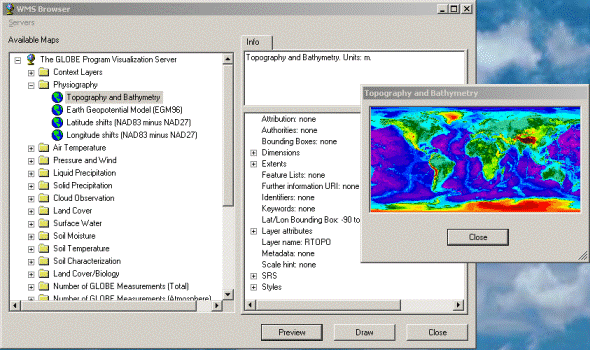 WMS Browser
Servers
Available Maps
The GLOBE Program Visualization Server
Context Layers
Physiography
Topography and Bathymetry
Earth Geopotential Model (EGM96)
Latitude shifts (NAD83 minus NAD27)
Longitude shifts (NAD83 minus NAD27)
Air Temperature
Pressure and Wind
Liquid Precipitation
Solid Precipitation
Cloud Observation
Land Cover
Surface Water
Soil Moisture
Soil Temperature
Soil Characterization
Land Cover/Biology
Number of GLOBE Measurements (Total)
Number of GLOBE Measurements (Atmosphere)
Info
Topography and Bathymetry. Units: m.
Attribution: none
Authorities: none
Bounding Boxes: none
Dimensions
Extents
Feature Lists: none
Further information URI: none
Identifiers: none
Keywords: none
Lat/Lon Bounding Box: -90 to
Layer attributes
Layer name: RTOPO
Metadata: none
Scale hint: none
SRS
Styles
Topography and Bathymetry
Close
Preview
Draw
Close